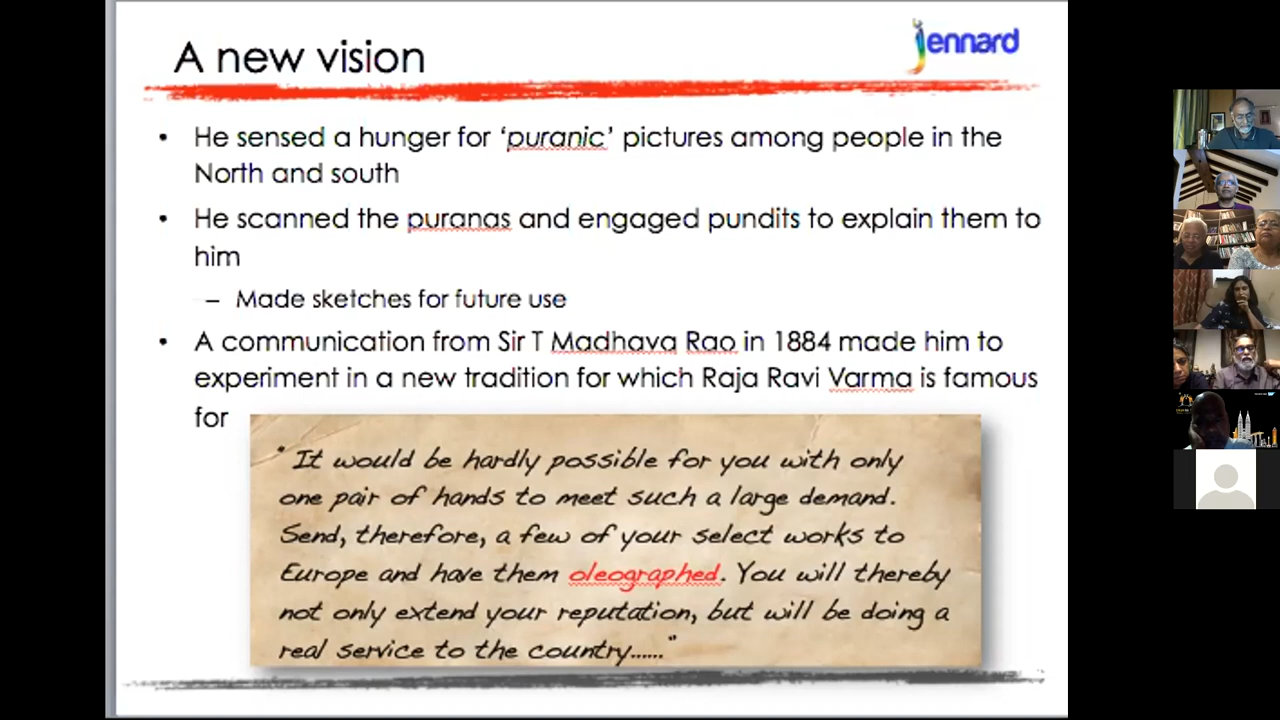 A new vision
jennard
• He sensed a hunger for ‘puranic’ pictures among people in the
North and south
• He scanned the puranas and engaged pundits to explain them to
him
– Made sketches for future use
• A communication from Sir T Madhava Rao in 1884 made him to
experiment in a new tradition for which Raja Ravi Varma is famous
for
“ It would be hardly possible for you with only
one pair of hands to meet such a large demand.
Send, therefore, a few of your select works to
Europe and have them oleographed. You will thereby
not only extend your reputation, but will be doing a
real service to the country......”